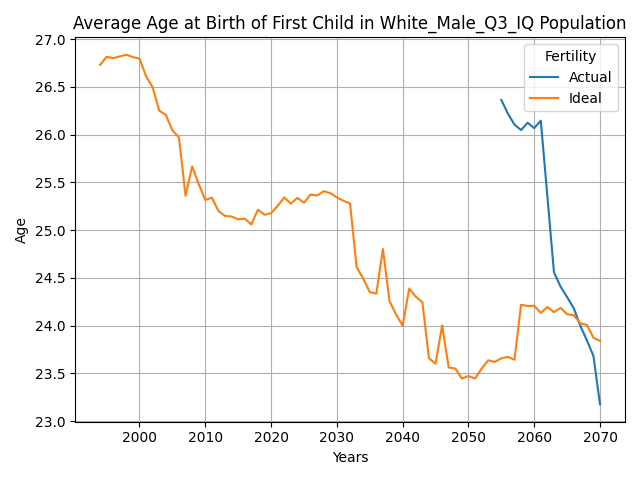 Average Age at Birth of First Child in White_Male_Q3_IQ Population
27.0
26.5
26.0
25.5
25.0
24.5
24.0
23.5
23.0
Age
Fertility
Actual
Ideal
2000 2010 2020 2030 2040 2050 2060 2070
Years